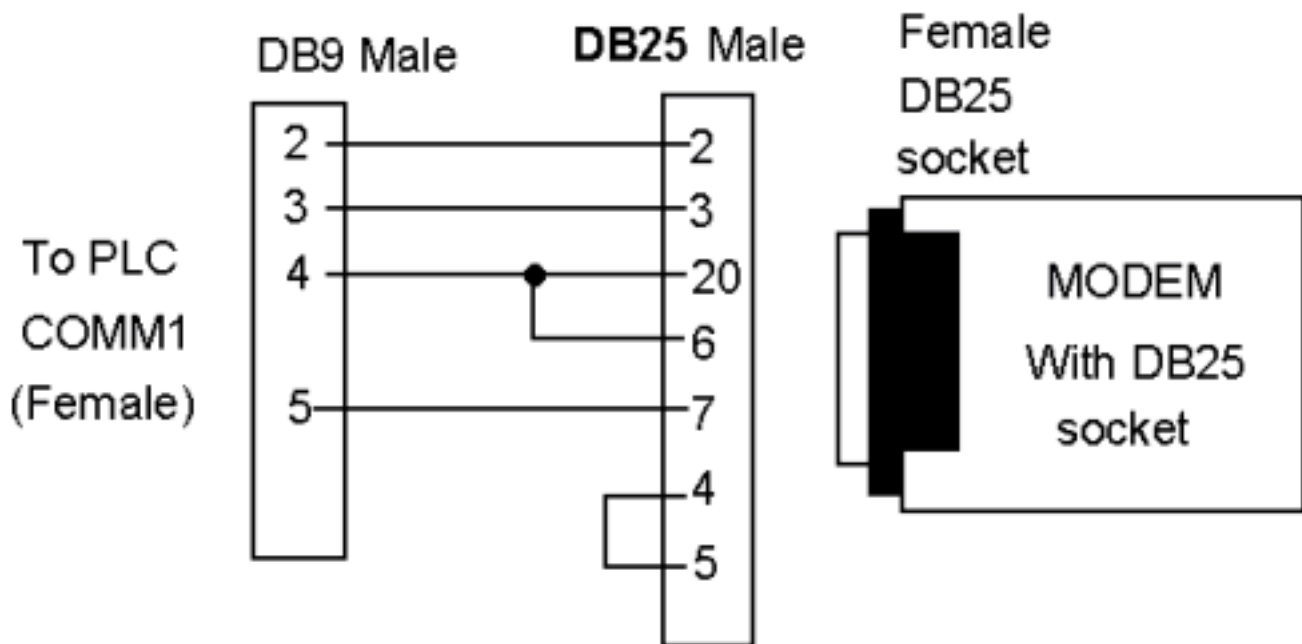 DB9 Male
DB25 Male
Female
DB25
socket
2
2
3
3
To PLC
COMM1
(Female)
4
20
6
5
7
4
5
MODEM
With DB25
socket